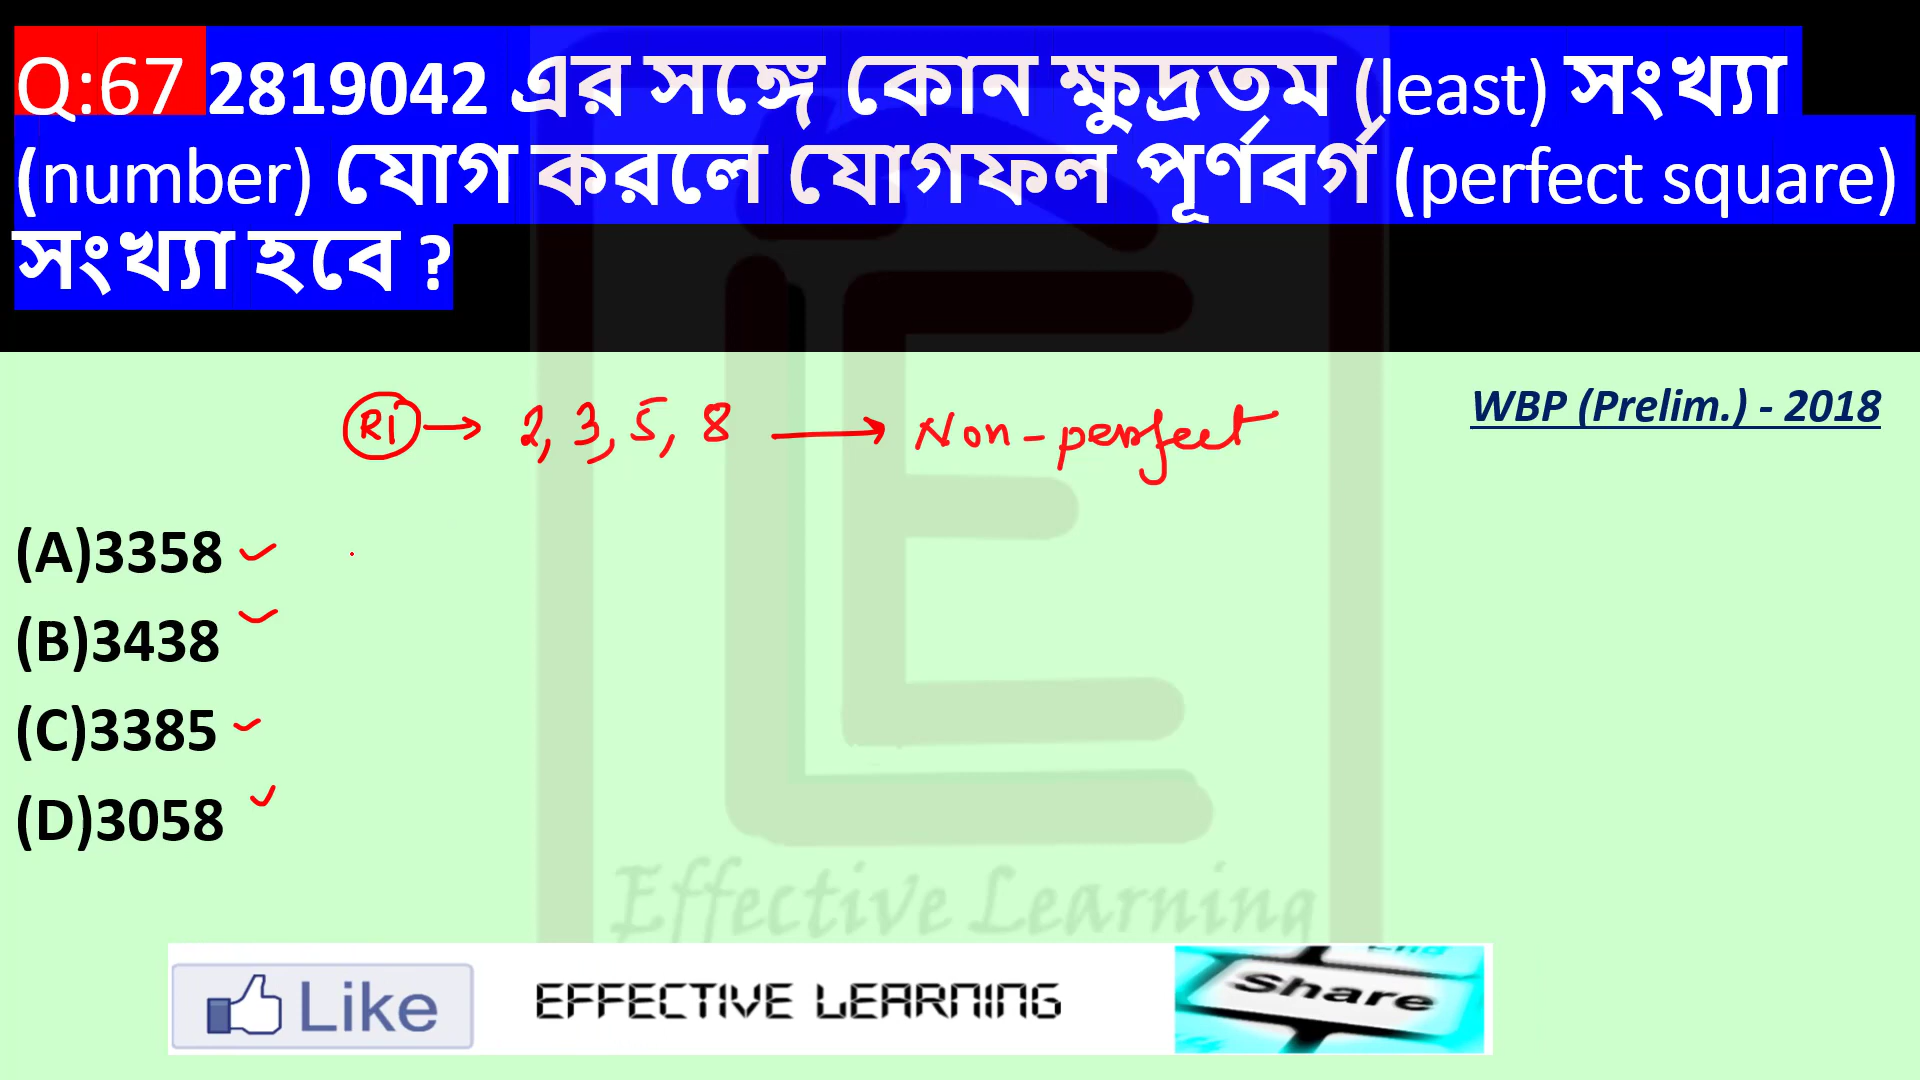 Q:67 2819042 এর সঙ্গে কোন ক্ষুদ্রতম (least) সংখ্যা
(number) যোগ করলে যোগফল পূর্ণবর্গ (perfect square)
সংখ্যা হবে ?
R1 → 2, 3, 5, 8 → Non-perfect
WBP (Prelim.) - 2018
(A)3358
(B)3438
(C)3385
(D)3058
Effective Learning
Like
EFFECTIVE LEARNING
Share